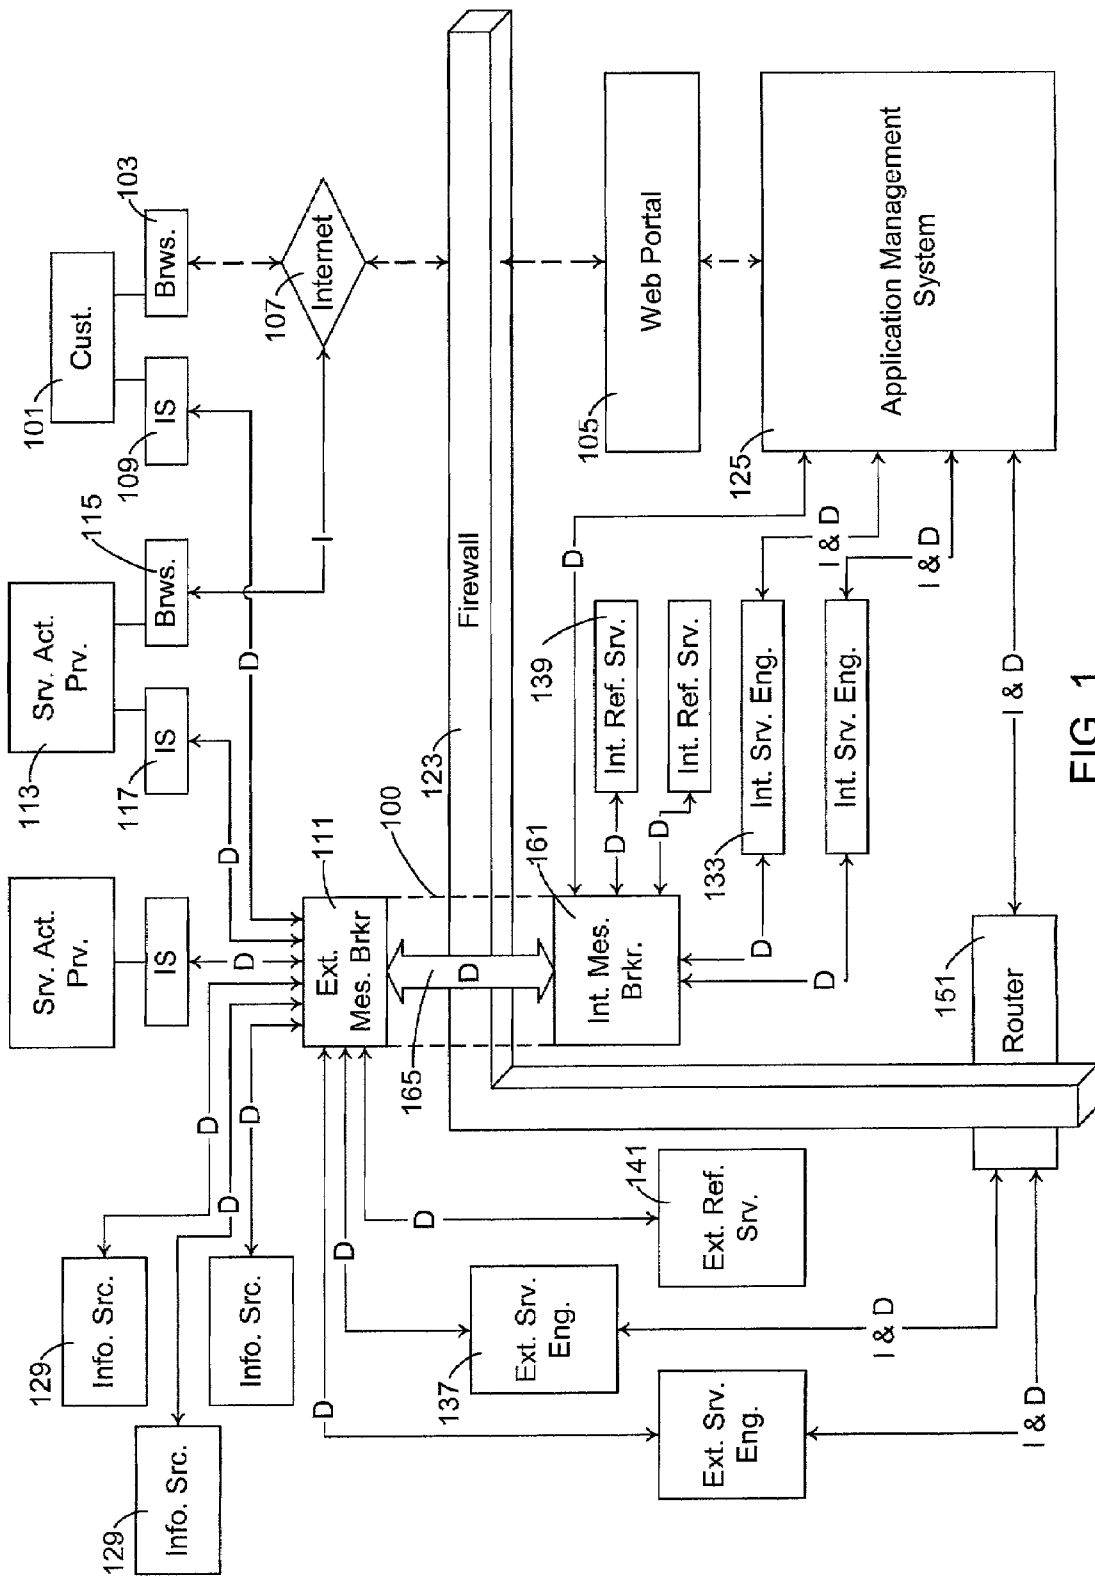 113
Srv. Act.
Prv.
Srv. Act.
Prv.
101
Cust.
129
Info. Src.
129
Info. Src.
Info. Src.
IS
117
IS
115
Brws.
109
IS
103
Brws.
D
D
D
D
D
D
I
107
Internet
111
Ext.
Mes. Brkr
100
D
D
D
165
D
123
Firewall
137
Ext. Srv.
Eng.
Ext. Srv.
Eng.
141
Ext. Ref.
Srv.
161
Int. Mes.
Brkr.
D
D
D
D
D
139
Int. Ref. Srv.
Int. Ref. Srv.
133
Int. Srv. Eng.
Int. Srv. Eng.
I & D
I & D
105
Web Portal
125
Application Management
System
I & D
I & D
I & D
151
Router
FIG. 1